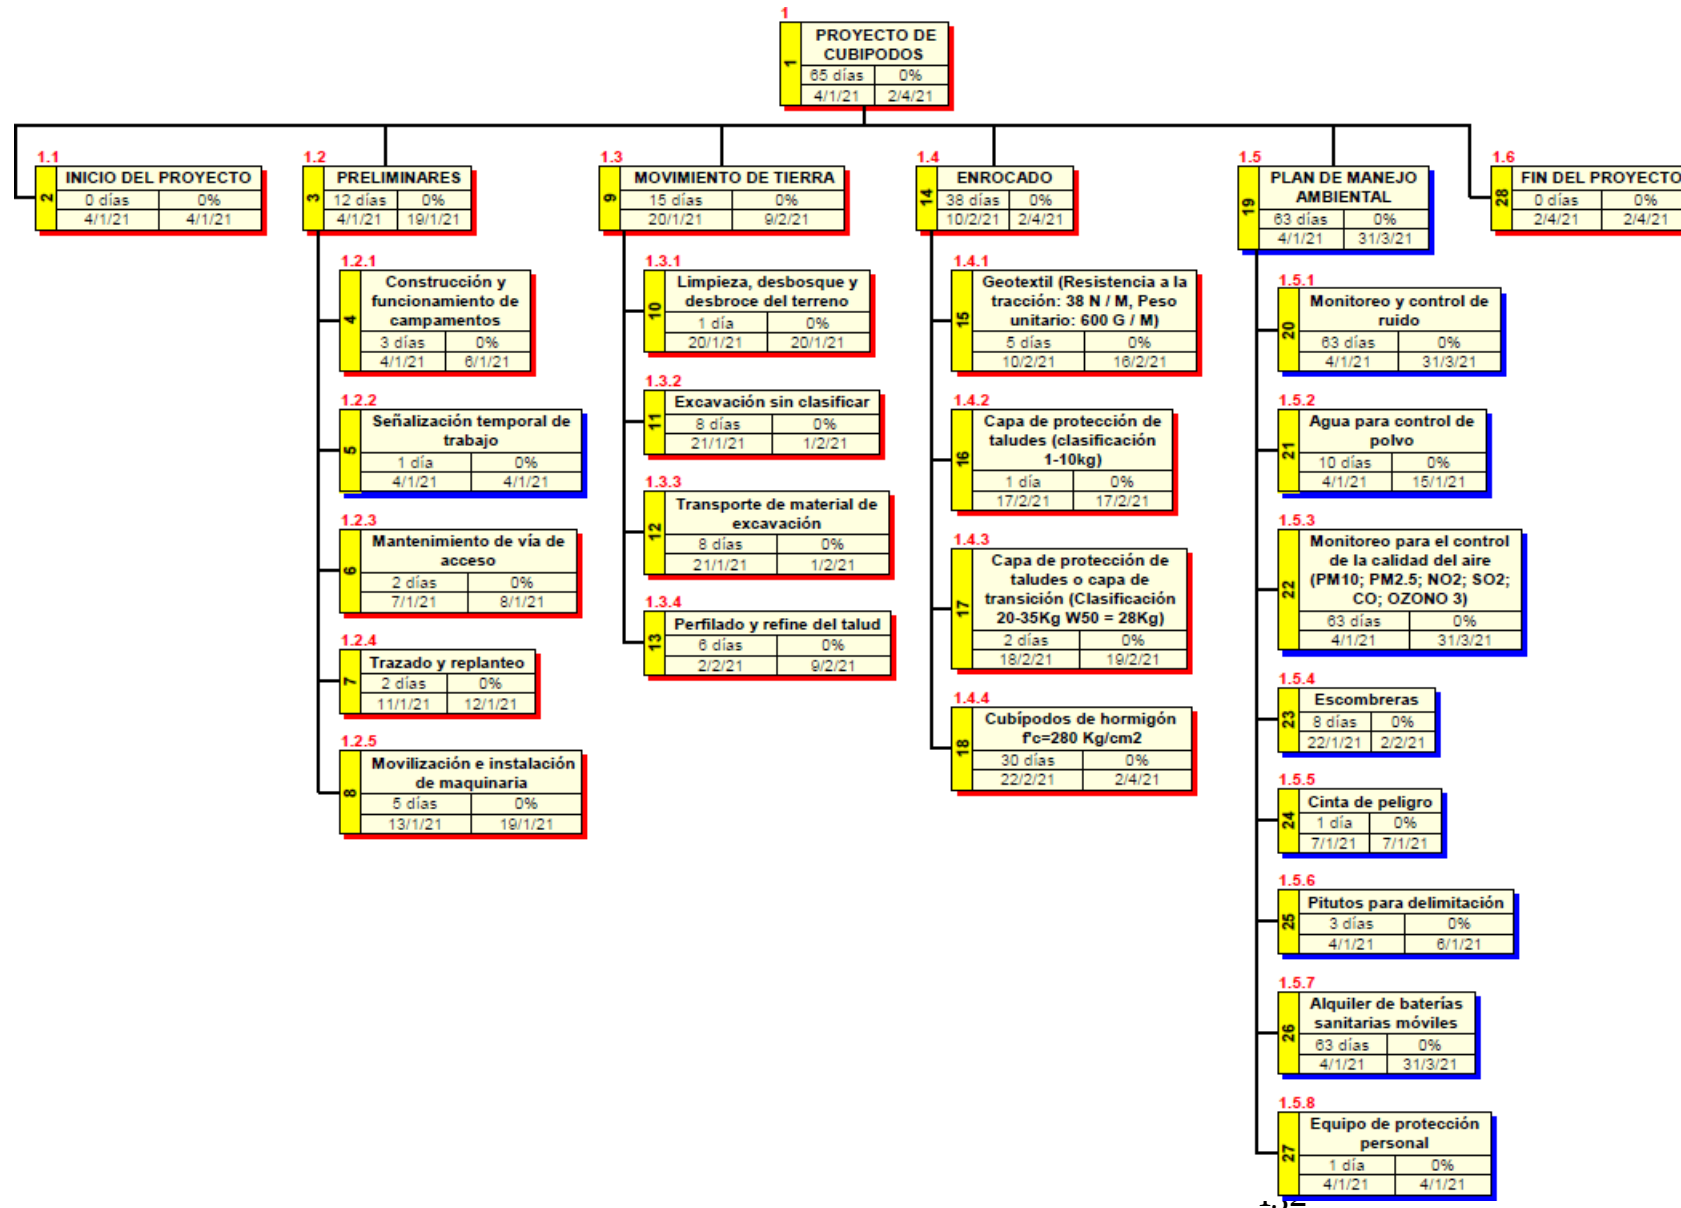 1
PROYECTO DE
CUBIPODOS
1
65 días 0%
4/1/21 2/4/21
1.1
INICIO DEL PROYECTO
2
0 días 0%
4/1/21 4/1/21
1.2
PRELIMINARES
3
12 días 0%
4/1/21 19/1/21
1.2.1
Construcción y
funcionamiento de
campamentos
4
3 días 0%
4/1/21 6/1/21
1.2.2
Señalización temporal de
trabajo
5
1 día 0%
4/1/21 4/1/21
1.2.3
Mantenimiento de vía de
acceso
6
2 días 0%
7/1/21 8/1/21
1.2.4
Trazado y replanteo
7
2 días 0%
11/1/21 12/1/21
1.2.5
Movilización e instalación
de maquinaria
8
5 días 0%
13/1/21 19/1/21
1.3
MOVIMIENTO DE TIERRA
9
15 días 0%
20/1/21 9/2/21
1.3.1
Limpieza, desbosque y
desbroce del terreno
10
1 día 0%
20/1/21 20/1/21
1.3.2
Excavación sin clasificar
11
8 días 0%
21/1/21 1/2/21
1.3.3
Transporte de material de
excavación
12
8 días 0%
21/1/21 1/2/21
1.3.4
Perfilado y refine del talud
13
6 días 0%
2/2/21 9/2/21
1.4
ENROCADO
14
38 días 0%
10/2/21 2/4/21
1.4.1
Geotextil (Resistencia a la
tracción: 38 N / M, Peso
unitario: 600 G / M)
15
5 días 0%
10/2/21 16/2/21
1.4.2
Capa de protección de
taludes (clasificación
1-10kg)
16
1 día 0%
17/2/21 17/2/21
1.4.3
Capa de protección de
taludes o capa de
transición (Clasificación
20-35Kg W50 = 28Kg)
17
2 días 0%
18/2/21 19/2/21
1.4.4
Cubípodos de hormigón
f'c=280 Kg/cm2
18
30 días 0%
22/2/21 2/4/21
1.5
PLAN DE MANEJO
AMBIENTAL
19
63 días 0%
4/1/21 31/3/21
1.5.1
Monitoreo y control de
ruido
20
63 días 0%
4/1/21 31/3/21
1.5.2
Agua para control de
polvo
21
10 días 0%
4/1/21 15/1/21
1.5.3
Monitoreo para el control
de la calidad del aire
(PM10; PM2.5; NO2; SO2;
CO; OZONO 3)
22
63 días 0%
4/1/21 31/3/21
1.5.4
Escombreras
23
8 días 0%
22/1/21 2/2/21
1.5.5
Cinta de peligro
24
1 día 0%
7/1/21 7/1/21
1.5.6
Pitutos para delimitación
25
3 días 0%
4/1/21 6/1/21
1.5.7
Alquiler de baterías
sanitarias móviles
26
63 días 0%
4/1/21 31/3/21
1.5.8
Equipo de protección
personal
27
1 día 0%
4/1/21 4/1/21
1.6
FIN DEL PROYECTO
28
0 días 0%
2/4/21 2/4/21